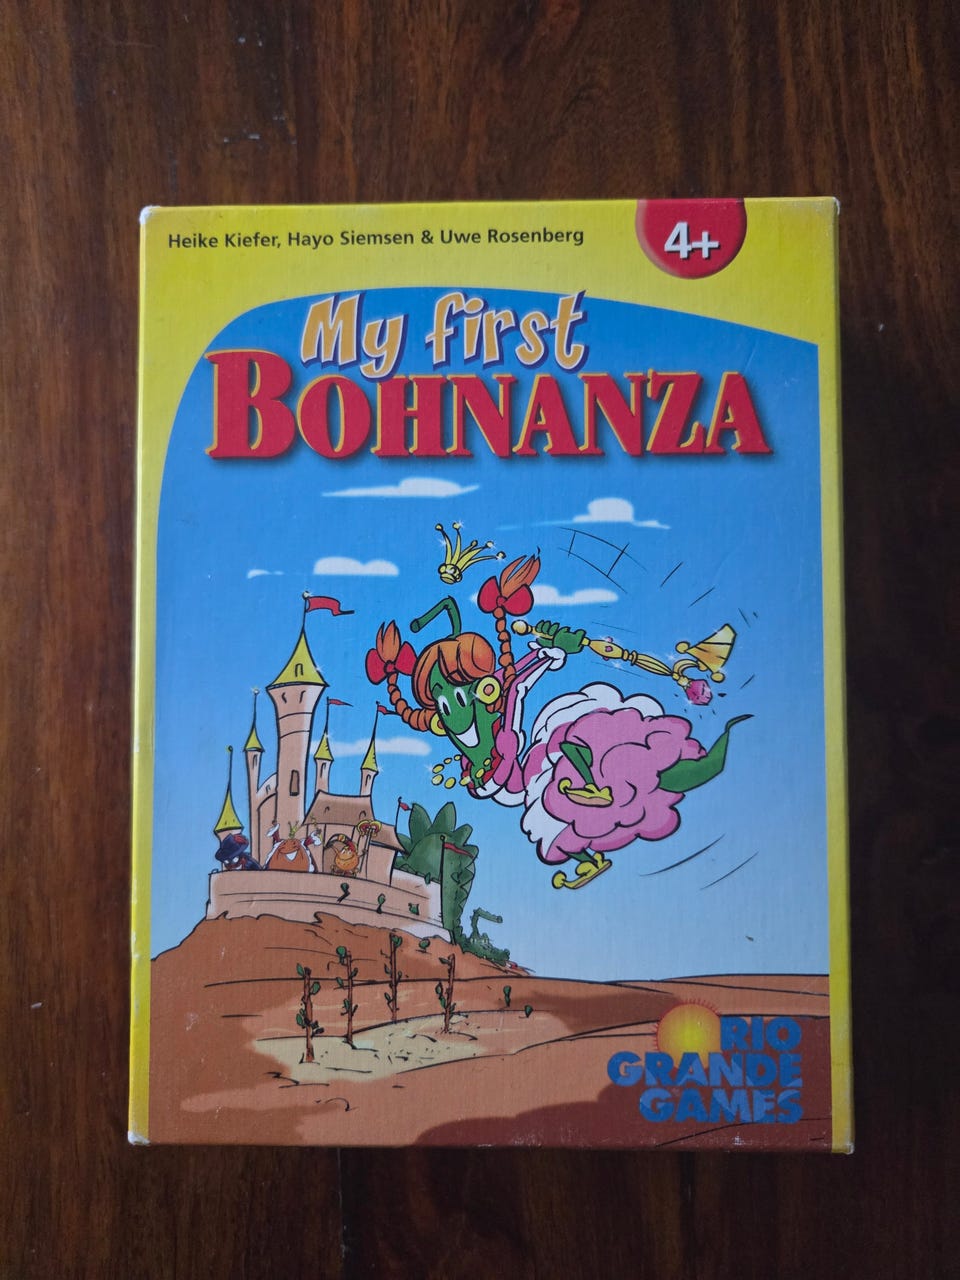 Heike Kiefer, Hayo Siemsen & Uwe Rosenberg
4+
My first
BOHNANZA
RIO
GRANDE
GAMES